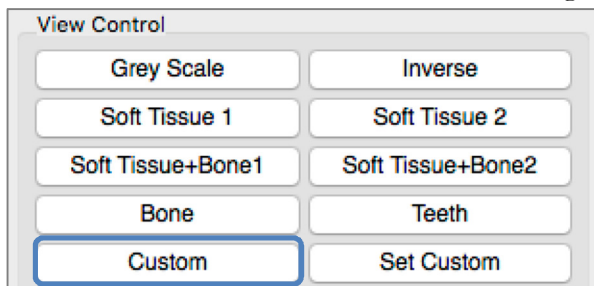 View Control
Grey Scale Inverse
Soft Tissue 1 Soft Tissue 2
Soft Tissue+Bone1 Soft Tissue+Bone2
Bone Teeth
Custom Set Custom